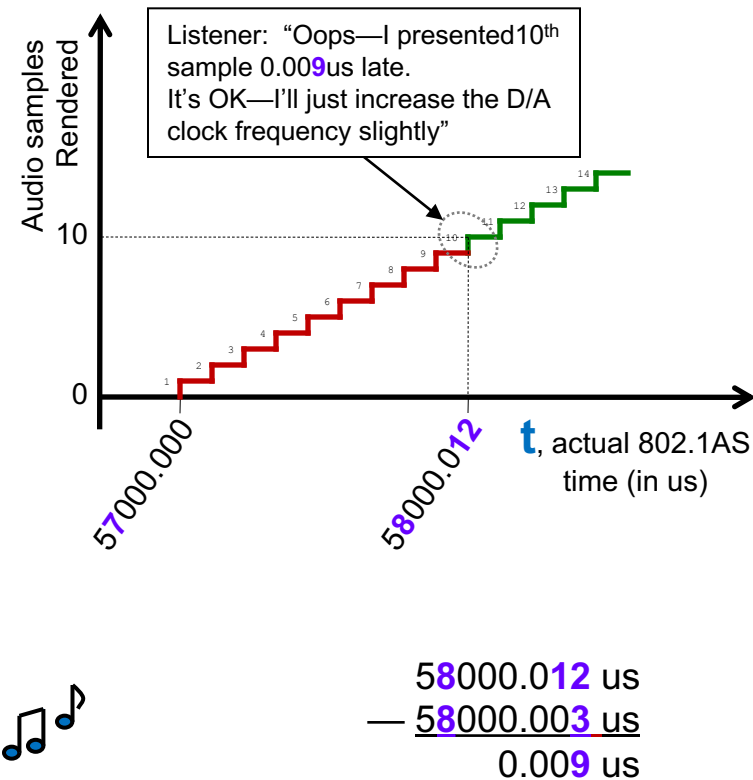 Listener: “Oops—I presented10th
sample 0.009us late.
It’s OK—I’ll just increase the D/A
clock frequency slightly”
Audio samples
Rendered
14
13
12
11
10
10
9
8
7
6
5
4
3
2
1
0
57000.000
58000.012
t, actual 802.1AS
time (in us)
58000.012 us
— 58000.003 us
0.009 us